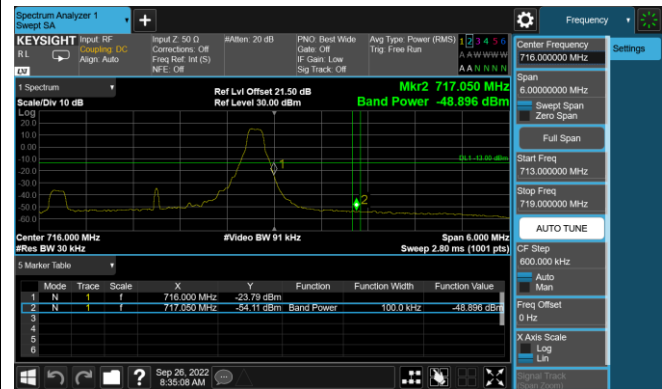 Spectrum Analyzer 1
Swept SA
Frequency
KEYSIGHT
RL
LXI
Input: RF
Coupling: DC
Align: Auto
Input Z: 50 Ω
Corrections: Off
Freq Ref: Int (S)
NFE: Off
#Atten: 20 dB
PNO: Best Wide
Gate: Off
IF Gain: Low
Sig Track: Off
Avg Type: Power (RMS)
Trig: Free Run
1 2 3 4 5 6
A A W W W W
A A N N N N
Center Frequency
716.000000 MHz
Settings
Span
6.00000000 MHz
Swept Span
Zero Span
Full Span
Start Freq
713.000000 MHz
Stop Freq
719.000000 MHz
AUTO TUNE
CF Step
600.000 kHz
Auto
Man
Freq Offset
0 Hz
X Axis Scale
Log
Lin
Signal Track
(Span Zoom)
1 Spectrum
Scale/Div 10 dB
Ref Lvl Offset 21.50 dB
Ref Level 30.00 dBm
Mkr2 717.050 MHz
Band Power -48.896 dBm
Log
20.0
10.0
0.00
-10.0
-20.0
-30.0
-40.0
-50.0
-60.0
DL1 -13.00 dBm
1
2
Center 716.000 MHz
#Res BW 30 kHz
#Video BW 91 kHz
Span 6.000 MHz
Sweep 2.80 ms (1001 pts)
5 Marker Table
Mode Trace Scale X Y Function Function Width Function Value
1 N 1 f 716.000 MHz -23.79 dBm
2 N 1 f 717.050 MHz -54.11 dBm Band Power 100.0 kHz -48.896 dBm
3
4
5
6
?
Sep 26, 2022
8:35:08 AM